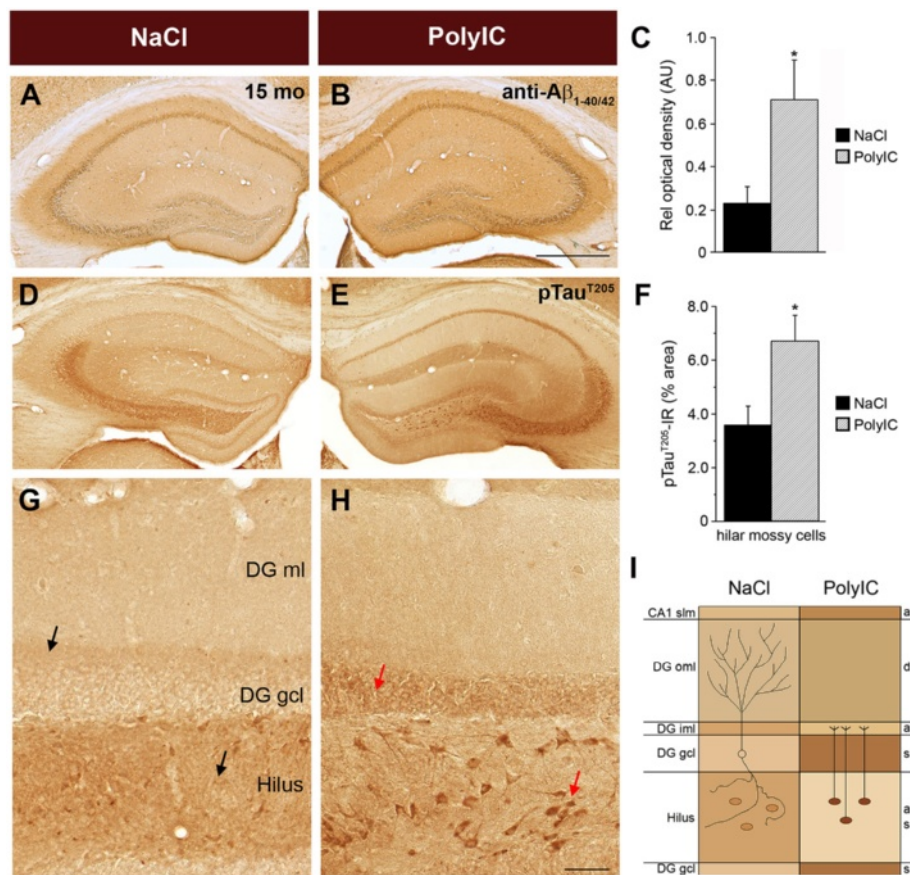 NaCl
PolyIC
A
15 mo
B
anti-Aβ1-40/42
C
Rel optical density (AU)
1.0
0.8
0.6
0.4
0.2
0
*
NaCl
PolyIC
D
E
pTauT205
F
pTauT205-IR (% area)
8.0
6.0
4.0
2.0
0
*
hilar mossy cells
NaCl
PolyIC
G
DG ml
DG gcl
Hilus
H
I
NaCl
PolyIC
CA1 slm
a
DG oml
d
DG iml
a
DG gcl
s
Hilus
a
s
DG gcl
s